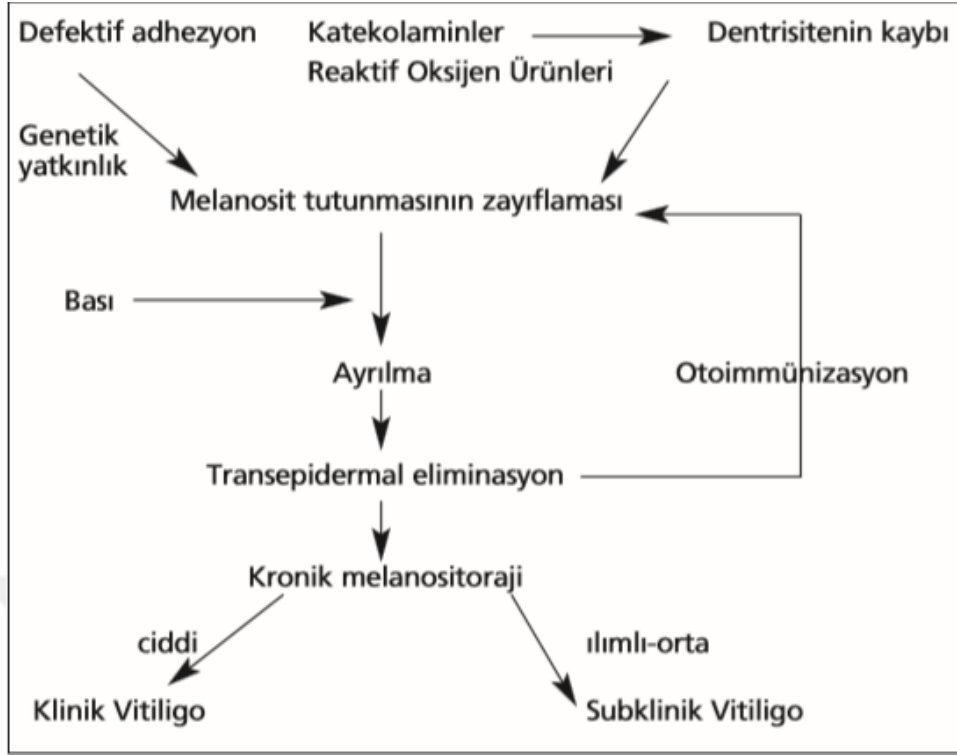 Defektif adhezyon
Katekolaminler
Reaktif Oksijen Ürünleri
Dentrisitenin kaybı
Genetik
yatkınlık
Melanosit tutunmasının zayıflaması
Bası
Ayrılma
Otoimmünizasyon
Transepidermal eliminasyon
Kronik melanositoraji
ciddi
ılımlı-orta
Klinik Vitiligo
Subklinik Vitiligo